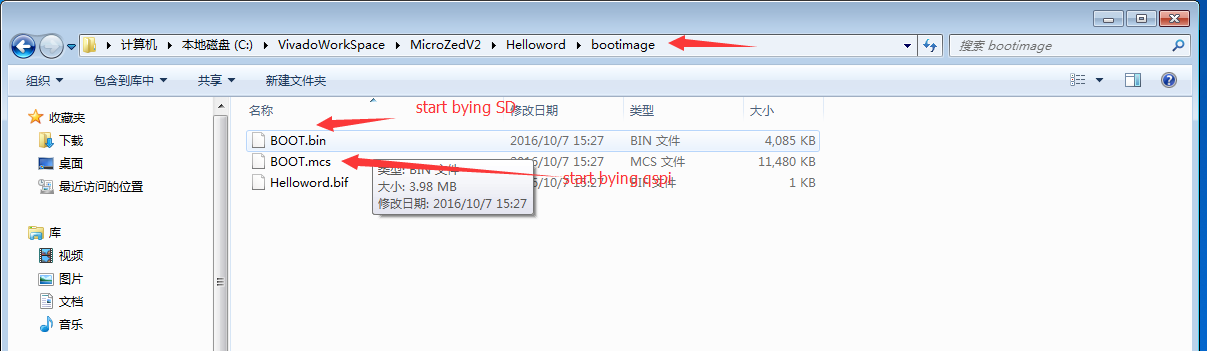 计算机 本地磁盘 (C:) VivadoWorkSpace MicroZedV2 Helloword bootimage 搜索 bootimage
组织 包含到库中 共享 新建文件夹
收藏夹
下载
桌面
最近访问的位置
库
视频
图片
文档
音乐
名称 修改日期 类型 大小
start bying SD
BOOT.bin 2016/10/7 15:27 BIN 文件 4,085 KB
BOOT.mcs 2016/10/7 15:27 MCS 文件 11,480 KB
start bying qspi
Helloword.bif 15:27 BIF 文件 1 KB
类型: BIN 文件
大小: 3.98 MB
修改日期: 2016/10/7 15:27